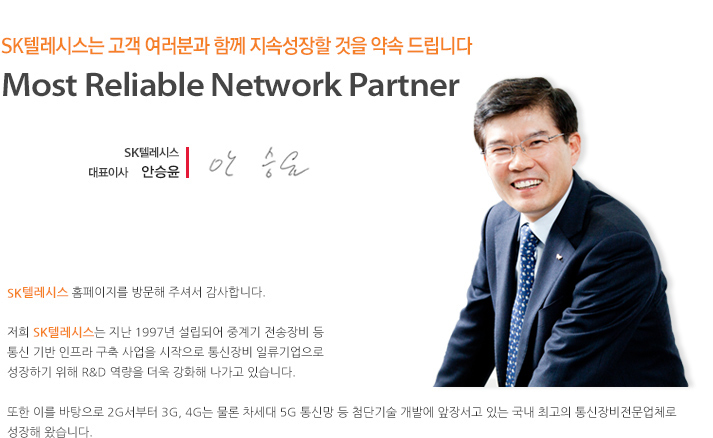 SK텔레시스는 고객 여러분과 함께 지속성장할 것을 약속 드립니다
Most Reliable Network Partner
SK텔레시스
대표이사 안승윤
안 승 윤
SK텔레시스 홈페이지를 방문해 주셔서 감사합니다.
저희 SK텔레시스는 지난 1997년 설립되어 중계기 전송장비 등
통신 기반 인프라 구축 사업을 시작으로 통신장비 일류기업으로
성장하기 위해 R&D 역량을 더욱 강화해 나가고 있습니다.
또한 이를 바탕으로 2G서부터 3G, 4G는 물론 차세대 5G 통신망 등 첨단기술 개발에 앞장서고 있는 국내 최고의 통신장비전문업체로
성장해 왔습니다.